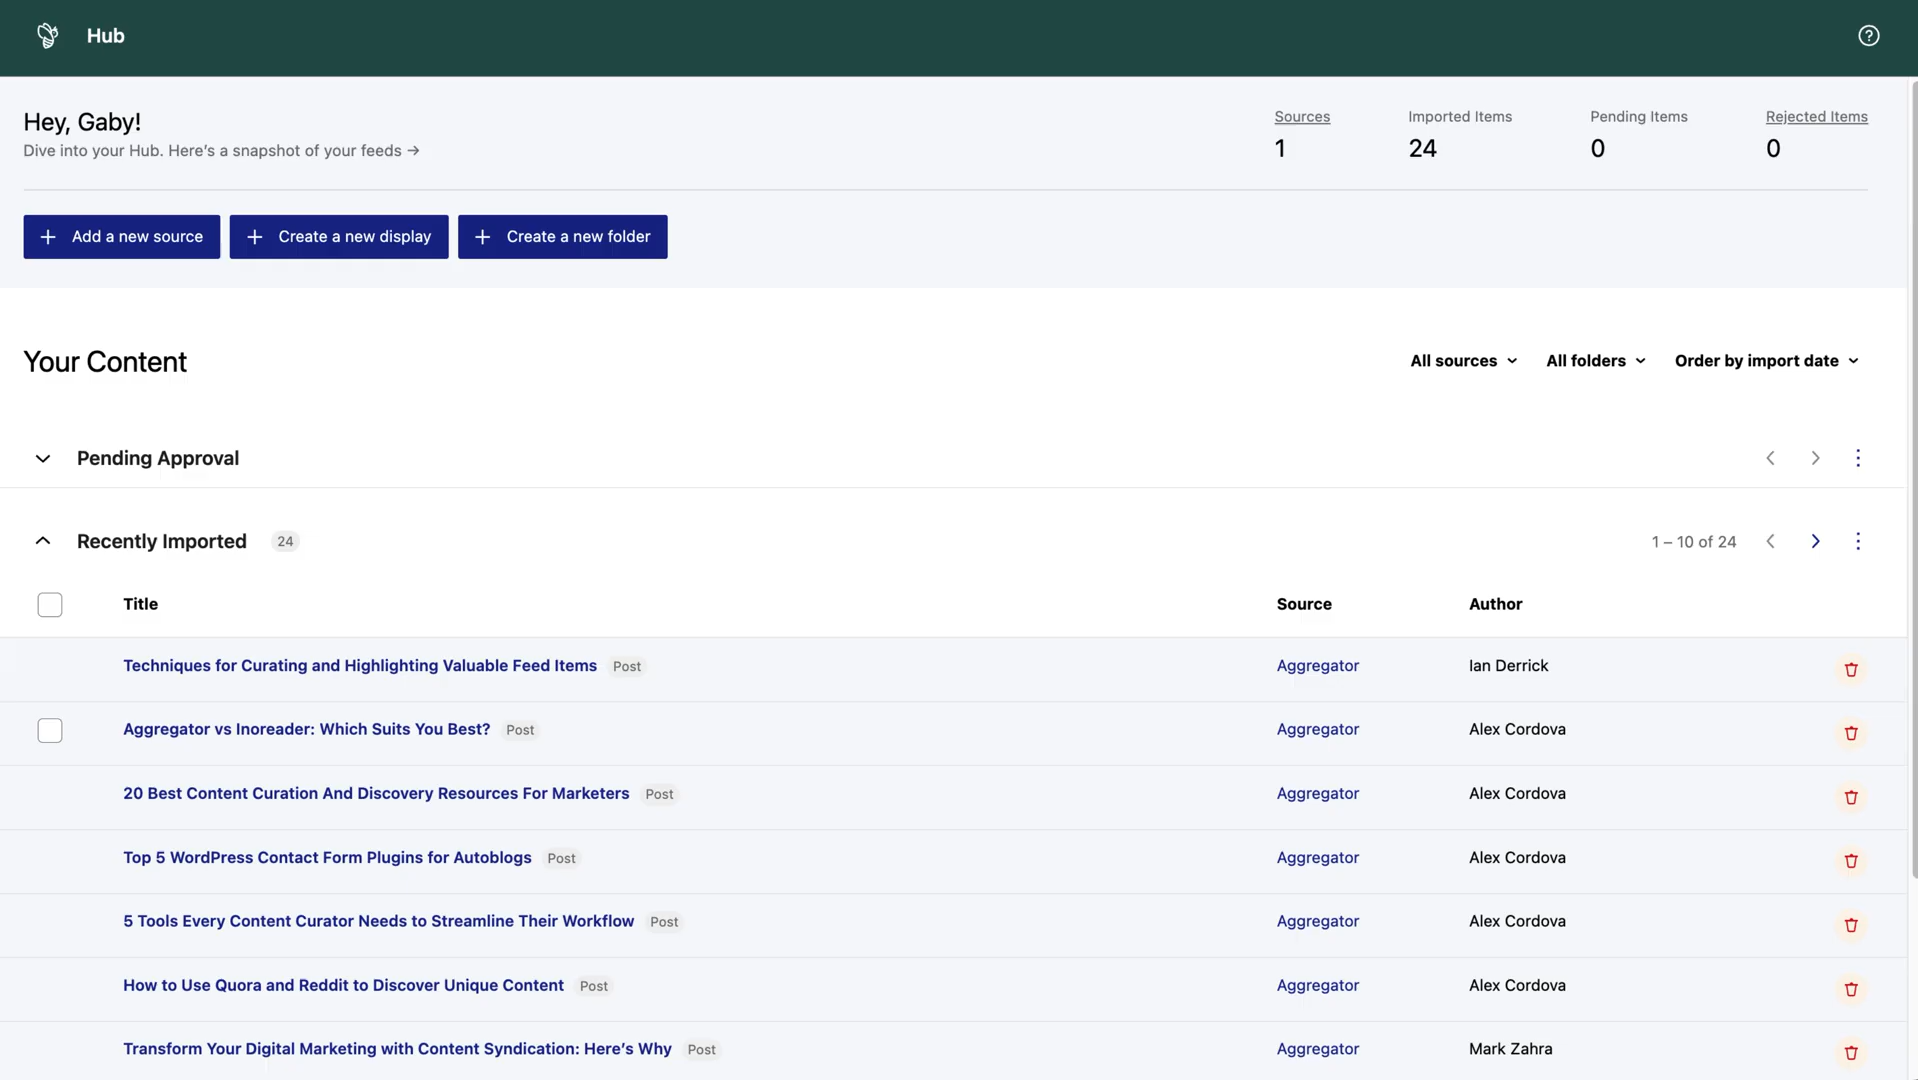 Hub
Hey, Gaby!
Dive into your Hub. Here's a snapshot of your feeds →
Sources
1
Imported Items
24
Pending Items
0
Rejected Items
0
+ Add a new source
+ Create a new display
+ Create a new folder
Your Content
All sources
All folders
Order by import date
Pending Approval
Recently Imported 24
1 – 10 of 24
Title Source Author
Techniques for Curating and Highlighting Valuable Feed Items Post Aggregator Ian Derrick
Aggregator vs Inoreader: Which Suits You Best? Post Aggregator Alex Cordova
20 Best Content Curation And Discovery Resources For Marketers Post Aggregator Alex Cordova
Top 5 WordPress Contact Form Plugins for Autoblogs Post Aggregator Alex Cordova
5 Tools Every Content Curator Needs to Streamline Their Workflow Post Aggregator Alex Cordova
How to Use Quora and Reddit to Discover Unique Content Post Aggregator Alex Cordova
Transform Your Digital Marketing with Content Syndication: Here's Why Post Aggregator Mark Zahra